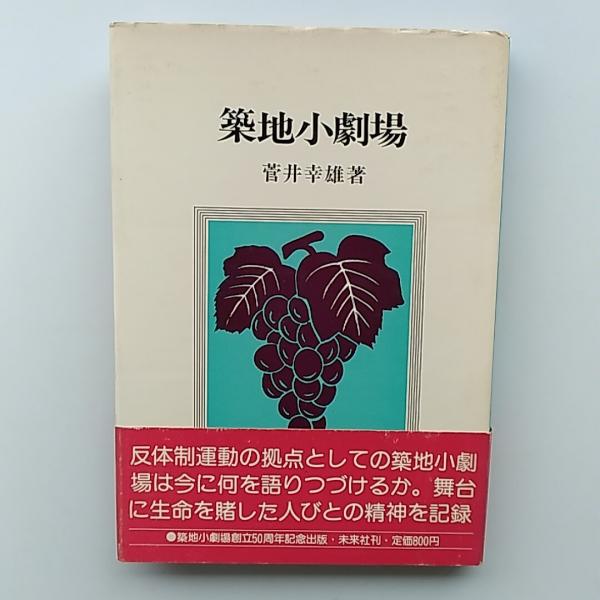 築地小劇場
菅井幸雄著
反体制運動の拠点としての築地小劇
場は今に何を語りつづけるか。舞台
に生命を賭した人びとの精神を記録
●築地小劇場創立50周年記念出版・未来社刊・定価800円